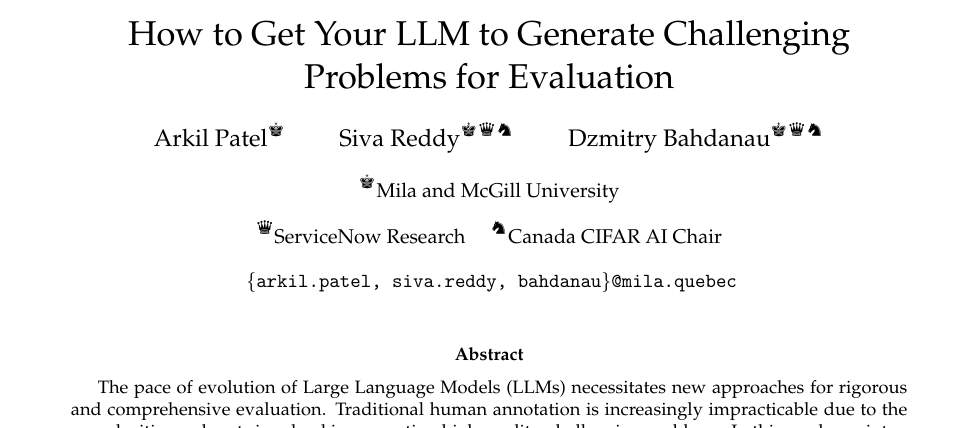 How to Get Your LLM to Generate Challenging
Problems for Evaluation
Arkil Patel♚ Siva Reddy♚♛♞ Dzmitry Bahdanau♚♛♞
♚Mila and McGill University
♛ServiceNow Research ♞Canada CIFAR AI Chair
{arkil.patel, siva.reddy, bahdanau}@mila.quebec
Abstract
The pace of evolution of Large Language Models (LLMs) necessitates new approaches for rigorous
and comprehensive evaluation. Traditional human annotation is increasingly impracticable due to the